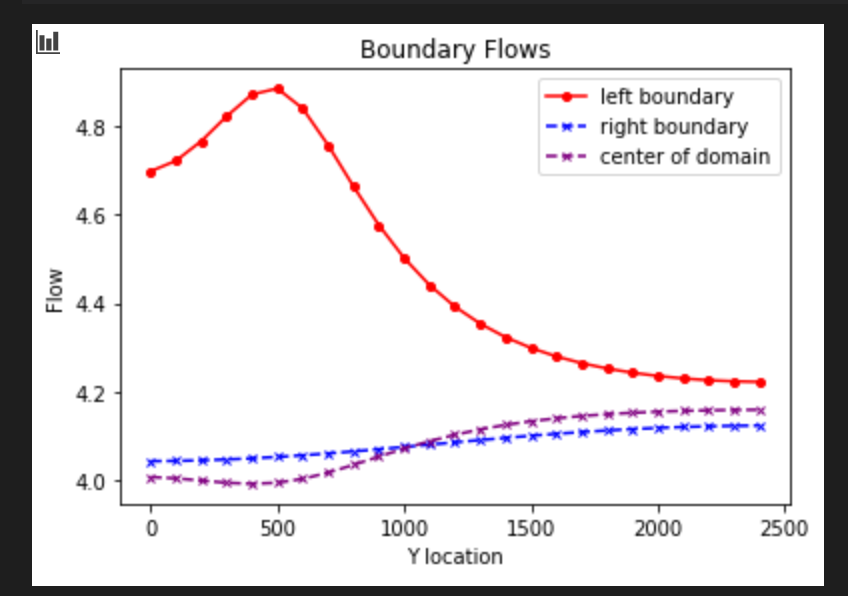 Boundary Flows
left boundary
right boundary
center of domain
4.8
4.6
4.4
4.2
4.0
Flow
0 500 1000 1500 2000 2500
Y location